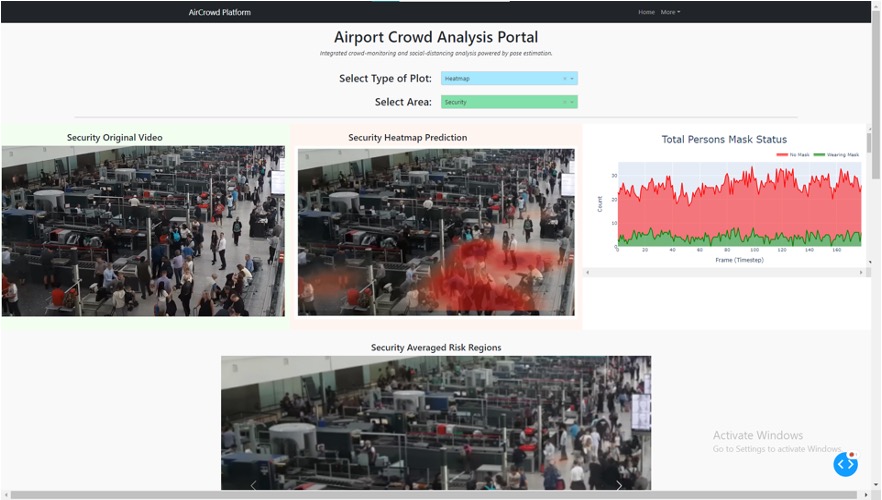 AirCrowd Platform
Home
More
Airport Crowd Analysis Portal
Integrated crowd-monitoring and social-distancing analysis powered by pose estimation.
Select Type of Plot:
Heatmap
Select Area:
Security
Security Original Video
Security Heatmap Prediction
Total Persons Mask Status
No Mask
Wearing Mask
30
20
10
0
Count
0 20 40 60 80 100 120 140 160
Frame (Timestep)
Security Averaged Risk Regions
Activate Windows
Go to Settings to activate Windows.